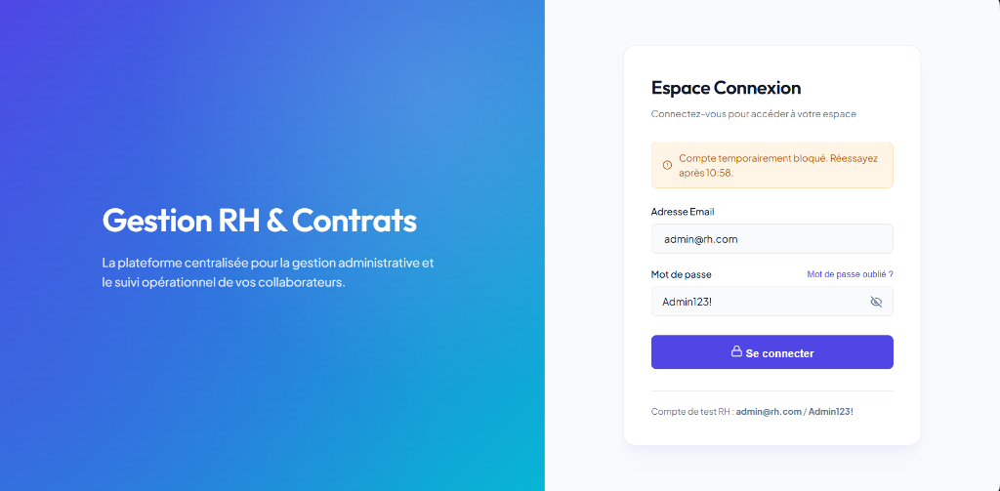 Gestion RH & Contrats
La plateforme centralisée pour la gestion administrative et
le suivi opérationnel de vos collaborateurs.
Espace Connexion
Connectez-vous pour accéder à votre espace
Compte temporairement bloqué. Réessayez
après 10:58.
Adresse Email
admin@rh.com
Mot de passe
Mot de passe oublié ?
Admin123!
Se connecter
Compte de test RH : admin@rh.com / Admin123!